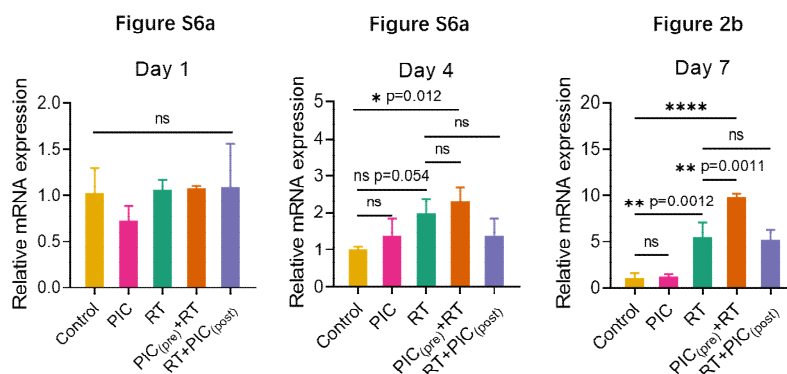 Figure S6a
Day 1
Relative mRNA expression
2.0
1.5
1.0
0.5
0.0
ns
Control
PIC
RT
PIC(pre)+RT
RT+PIC(post)
Figure S6a
Day 4
Relative mRNA expression
5
4
3
2
1
0
* p=0.012
ns
ns
ns p=0.054
ns
Control
PIC
RT
PIC(pre)+RT
RT+PIC(post)
Figure 2b
Day 7
Relative mRNA expression
20
15
10
5
0
****
ns
** p=0.0011
** p=0.0012
ns
Control
PIC
RT
PIC(pre)+RT
RT+PIC(post)